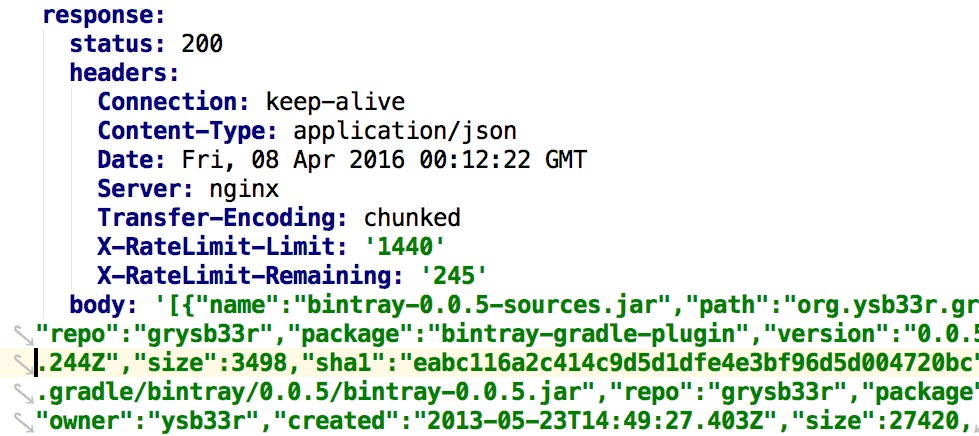 response:
status: 200
headers:
Connection: keep-alive
Content-Type: application/json
Date: Fri, 08 Apr 2016 00:12:22 GMT
Server: nginx
Transfer-Encoding: chunked
X-RateLimit-Limit: '1440'
X-RateLimit-Remaining: '245'
body: '[{"name":"bintray-0.0.5-sources.jar","path":"org.ysb33r.gr
"repo":"grysb33r","package":"bintray-gradle-plugin","version":"0.0.5
.244Z","size":3498,"sha1":"eabc116a2c414c9d5d1dfe4e3bf96d5d004720bc"
.gradle/bintray/0.0.5/bintray-0.0.5.jar","repo":"grysb33r","package
"owner":"ysb33r","created":"2013-05-23T14:49:27.403Z","size":27420,